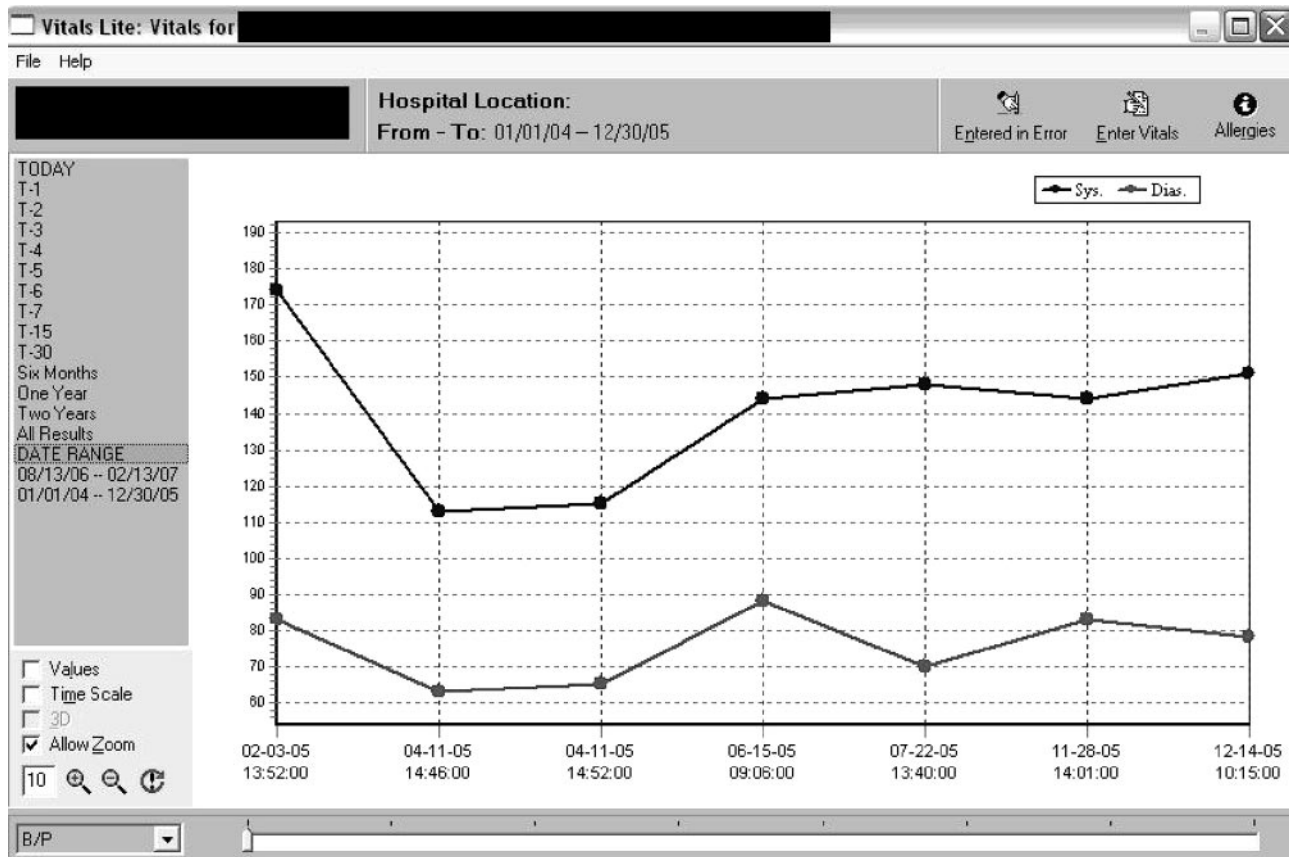 Vitals Lite: Vitals for
File Help
Hospital Location:
From - To: 01/01/04 – 12/30/05
Entered in Error
Enter Vitals
Allergies
TODAY
T-1
T-2
T-3
T-4
T-5
T-6
T-7
T-15
T-30
Six Months
One Year
Two Years
All Results
DATE RANGE
08/13/06 -- 02/13/07
01/01/04 -- 12/30/05
Values
Time Scale
3D
Allow Zoom
10
B/P
Sys. Dias.
190
180
170
160
150
140
130
120
110
100
90
80
70
60
02-03-05 04-11-05 04-11-05 06-15-05 07-22-05 11-28-05 12-14-05
13:52:00 14:46:00 14:52:00 09:06:00 13:40:00 14:01:00 10:15:00